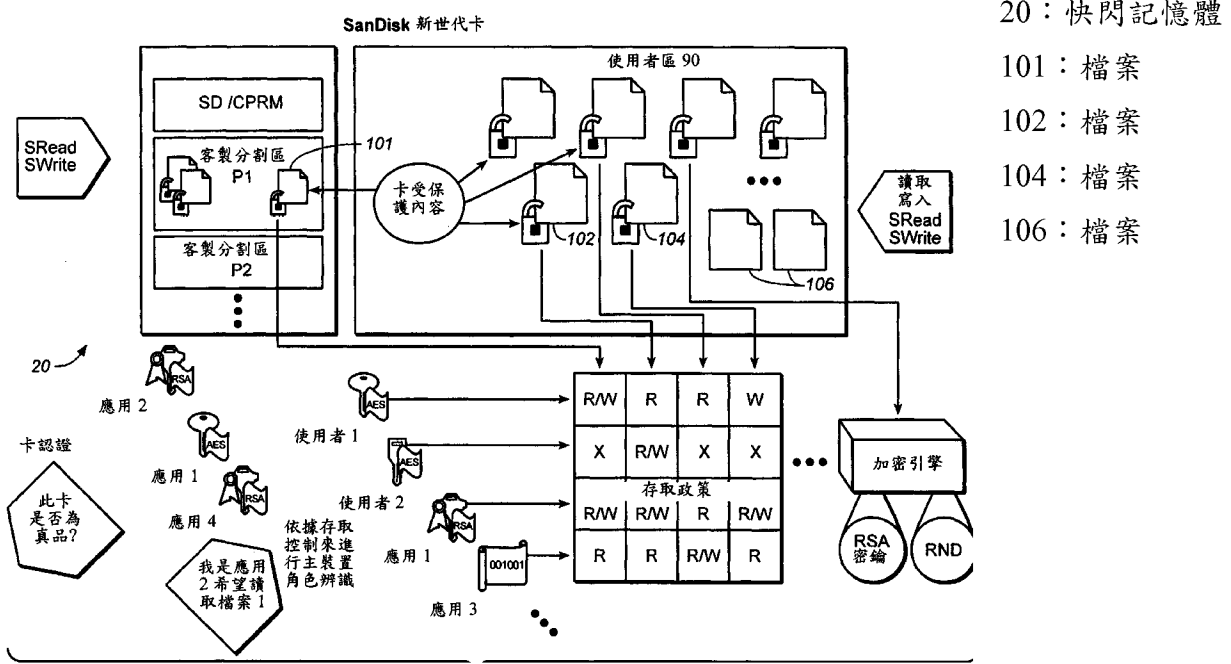 SanDisk 新世代卡
使用者區 90
SD /CPRM
客製分割區
P1
101
客製分割區
P2
SRead
SWrite
卡受保
護內容
102
104
106
讀取
寫入
SRead
SWrite
20
RSA
應用 2
AES
應用 1
RSA
應用 4
卡認證
此卡
是否為
真品?
我是應用
2 希望讀
取檔案 1
依據存取
控制來進
行主裝置
角色辨識
AES
使用者 1
AES
使用者 2
RSA
應用 1
001001
應用 3
R/W R R W
X R/W X X
存取政策
R/W R/W R R/W
R R R/W R
加密引擎
RSA
密鑰
RND
20：快閃記憶體
101：檔案
102：檔案
104：檔案
106：檔案